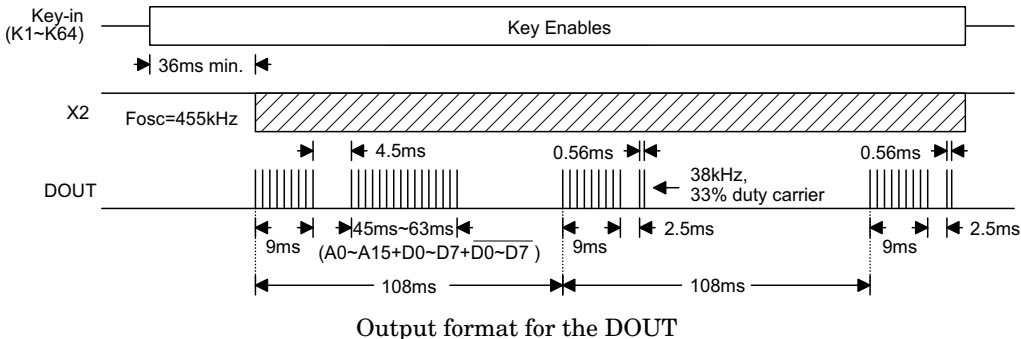 Key-in
(K1~K64)
Key Enables
36ms min.
X2
Fosc=455kHz
4.5ms
0.56ms
0.56ms
DOUT
38kHz,
33% duty carrier
9ms
45ms~63ms
(A0~A15+D0~D7+D0~D7)
9ms
2.5ms
9ms
2.5ms
108ms
108ms
Output format for the DOUT